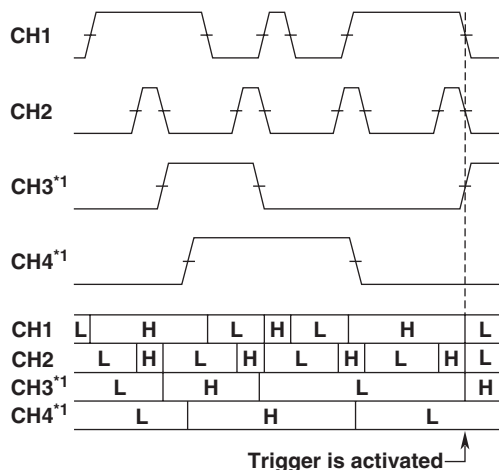 CH1
CH2
CH3*1
CH4*1
CH1 L H L H L H L
CH2 L H L H L H L H L
CH3*1 L H L H
CH4*1 L H L
Trigger is activated